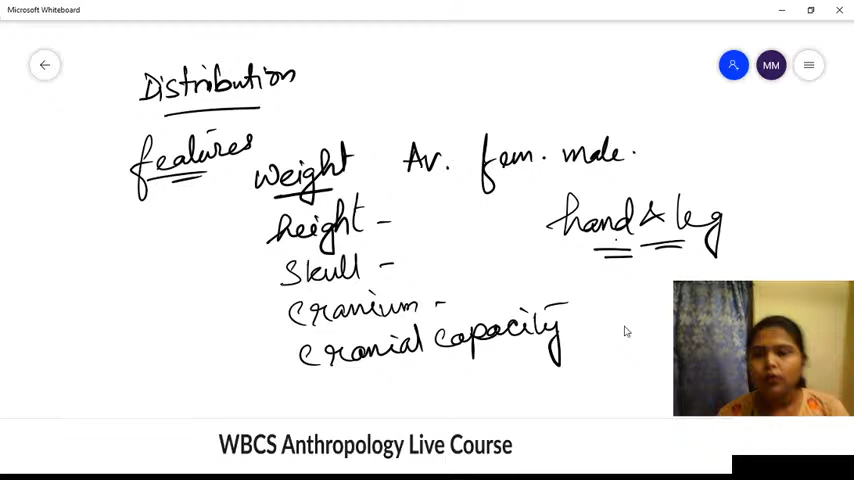 Microsoft Whiteboard
MM
Distribution
features
weight Av. fem. male.
height -
hand & leg
Skull -
Cranium -
Cranial capacity
WBCS Anthropology Live Course